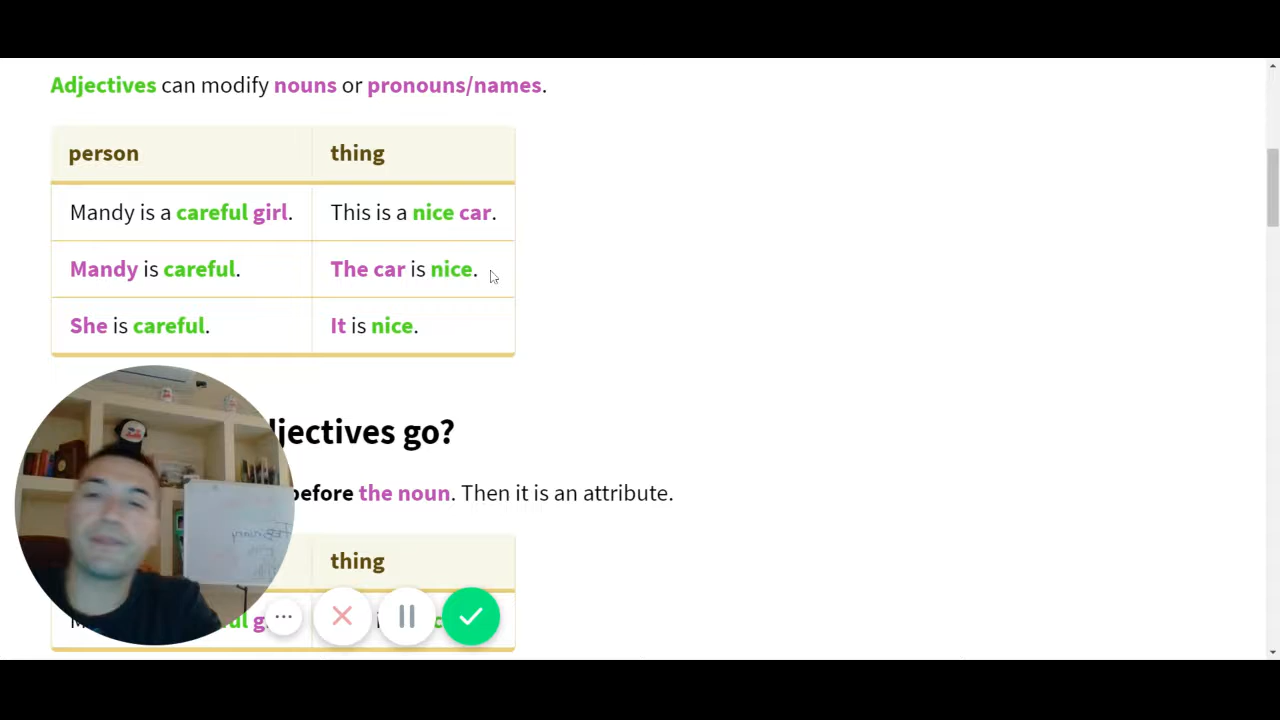 Adjectives can modify nouns or pronouns/names.
person thing
Mandy is a careful girl. This is a nice car.
Mandy is careful. The car is nice.
She is careful. It is nice.
djectives go?
before the noun. Then it is an attribute.
thing